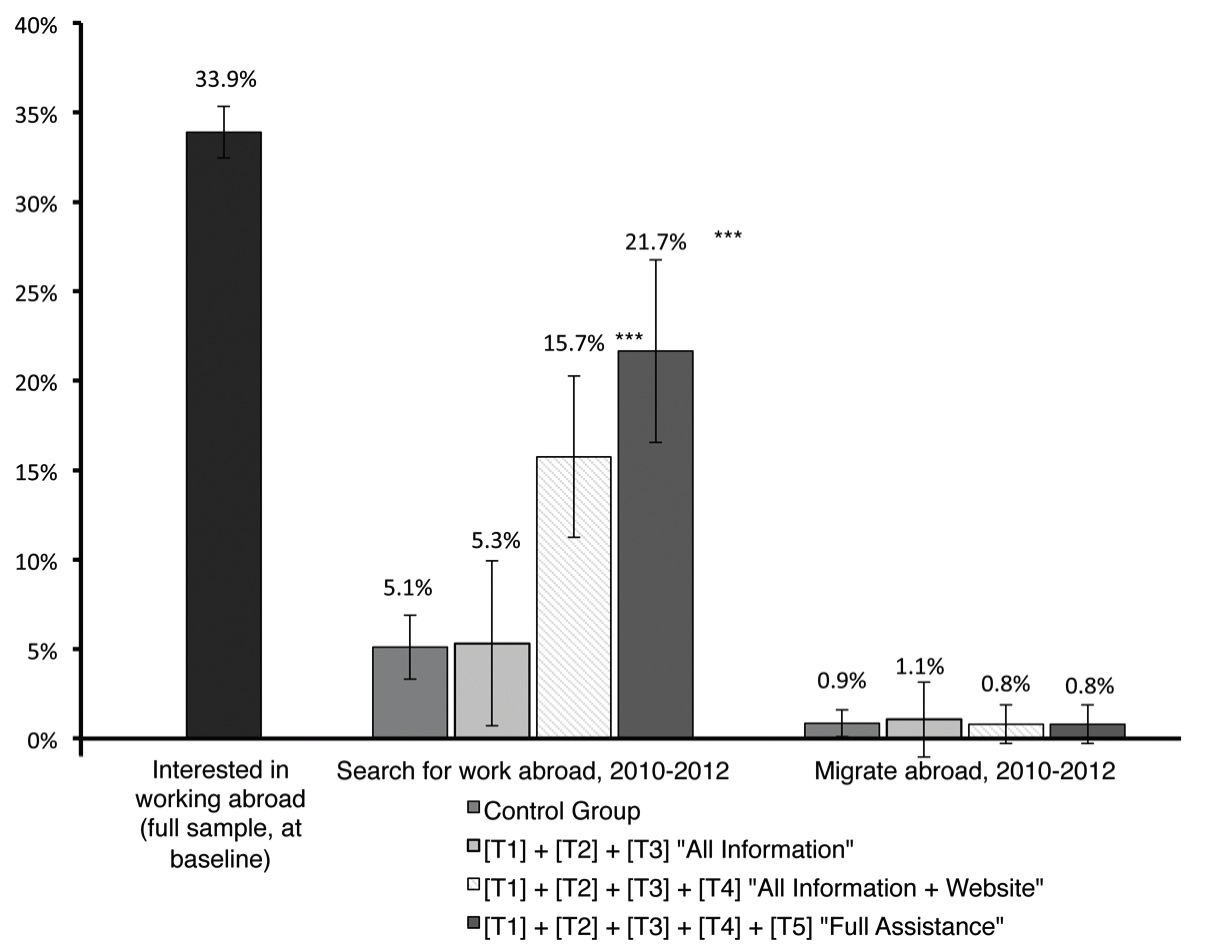 40%
35%
30%
25%
20%
15%
10%
5%
0%
33.9%
5.1%
5.3%
15.7% ***
21.7% ***
0.9%
1.1%
0.8%
0.8%
Interested in
working abroad
(full sample, at
baseline)
Search for work abroad, 2010-2012
Migrate abroad, 2010-2012
Control Group
[T1] + [T2] + [T3] "All Information"
[T1] + [T2] + [T3] + [T4] "All Information + Website"
[T1] + [T2] + [T3] + [T4] + [T5] "Full Assistance"